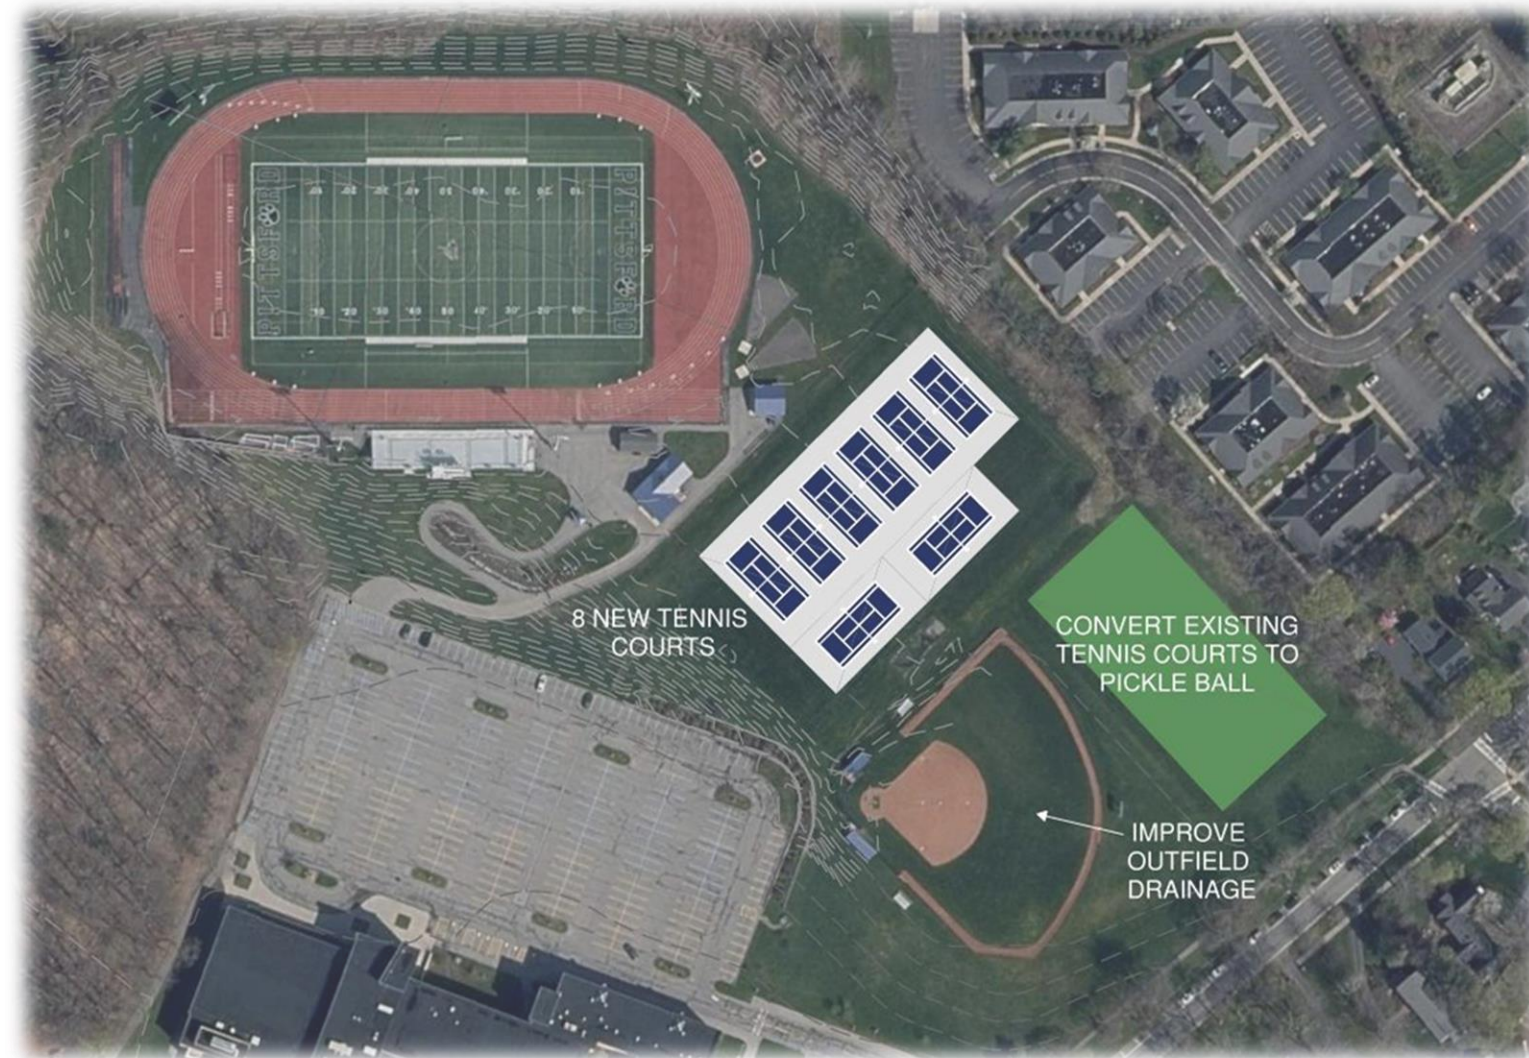 PITTSFORD
PITTSFORD
8 NEW TENNIS
COURTS
CONVERT EXISTING
TENNIS COURTS TO
PICKLE BALL
IMPROVE
OUTFIELD
DRAINAGE